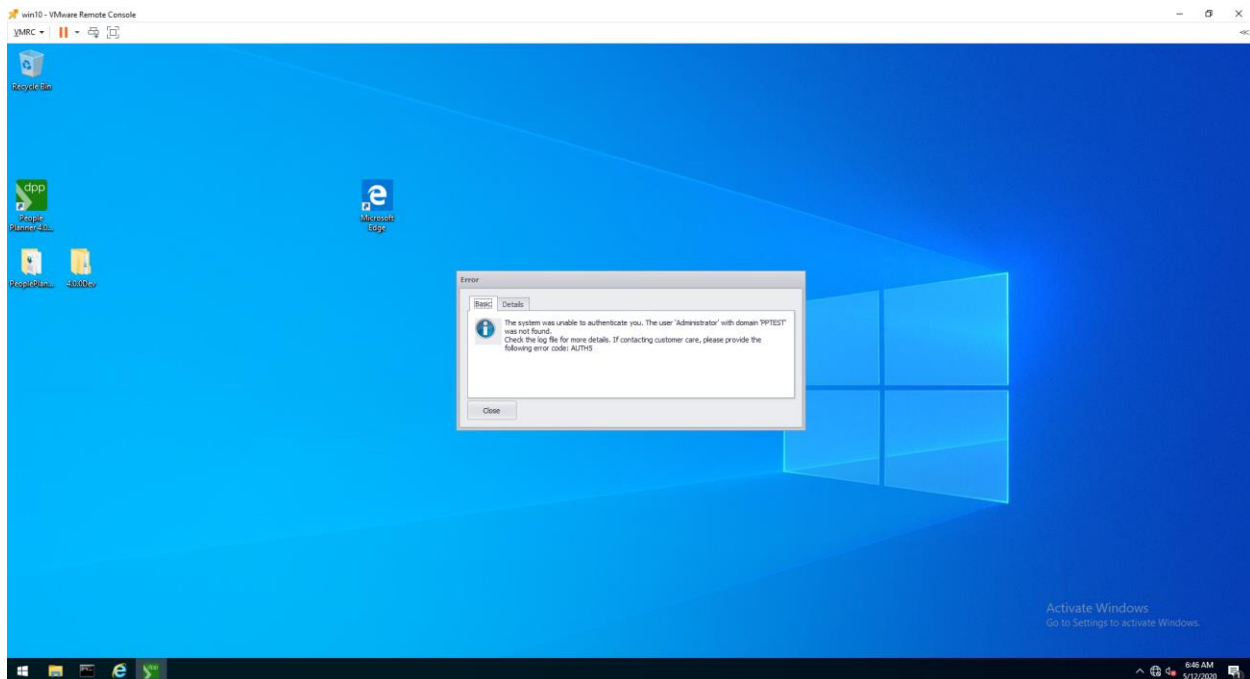 win10 - VMware Remote Console
VMRC
Recycle Bin
dpp
People
Planner 4.0...
Microsoft
Edge
PeoplePlan...
4.0.0Dev
Error
Basic
Details
The system was unable to authenticate you. The user 'Administrator' with domain 'PPTEST'
was not found.
Check the log file for more details. If contacting customer care, please provide the
following error code: AUTH5
Close
Activate Windows
Go to Settings to activate Windows.
dpp
6:46 AM
5/12/2020